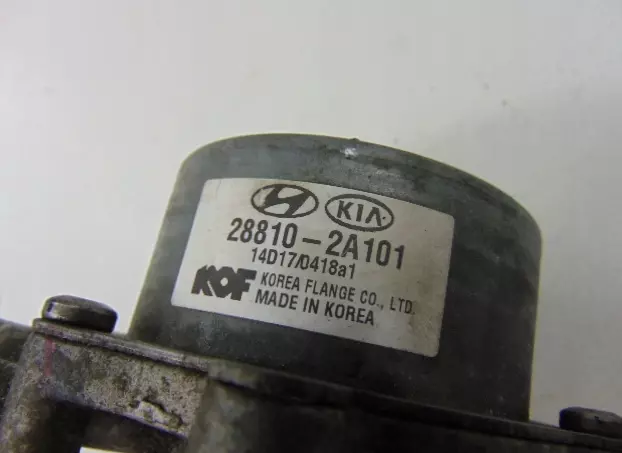 KIA
28810-2A101
14D17/0418a1
KOF KOREA FLANGE CO., LTD.
MADE IN KOREA